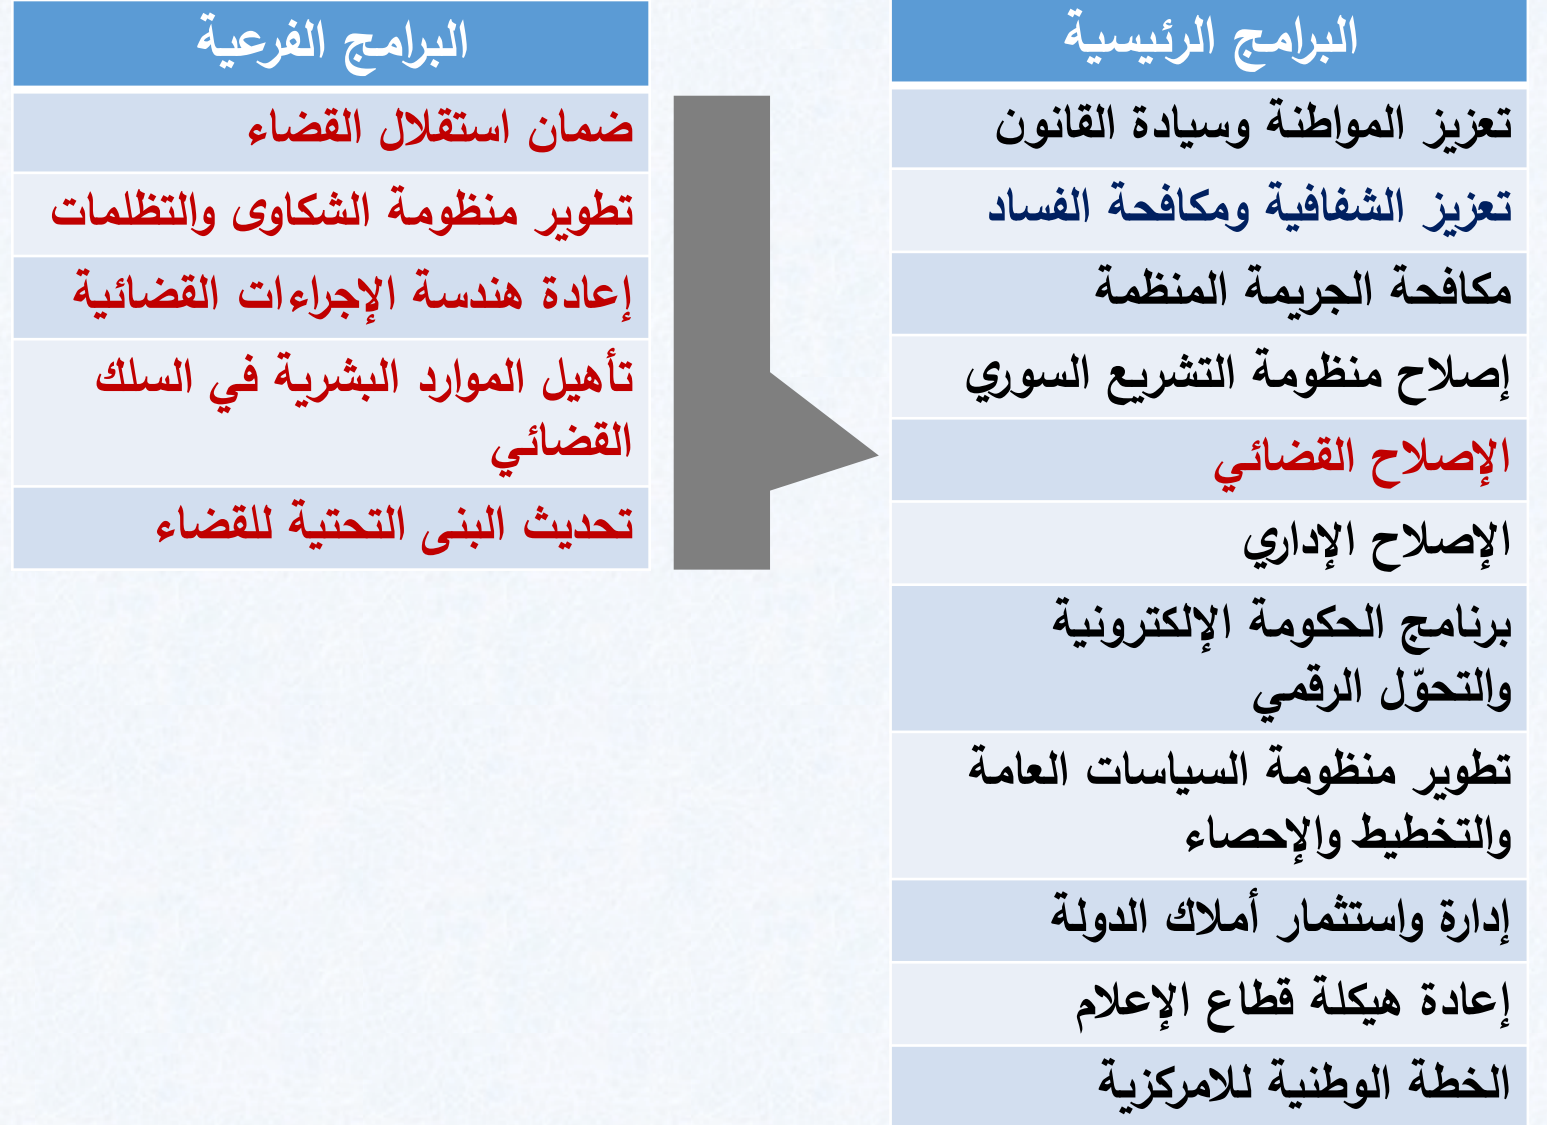 البرامج الرئيسية
تعزيز المواطنة وسيادة القانون
تعزيز الشفافية ومكافحة الفساد
مكافحة الجريمة المنظمة
إصلاح منظومة التشريع السوري
الإصلاح القضائي
الإصلاح الإداري
برنامج الحكومة الإلكترونية
والتحوّل الرقمي
تطوير منظومة السياسات العامة
والتخطيط والإحصاء
إدارة واستثمار أملاك الدولة
إعادة هيكلة قطاع الإعلام
الخطة الوطنية للامركزية
البرامج الفرعية
ضمان استقلال القضاء
تطوير منظومة الشكاوى والتظلمات
إعادة هندسة الإجراءات القضائية
تأهيل الموارد البشرية في السلك
القضائي
تحديث البنى التحتية للقضاء